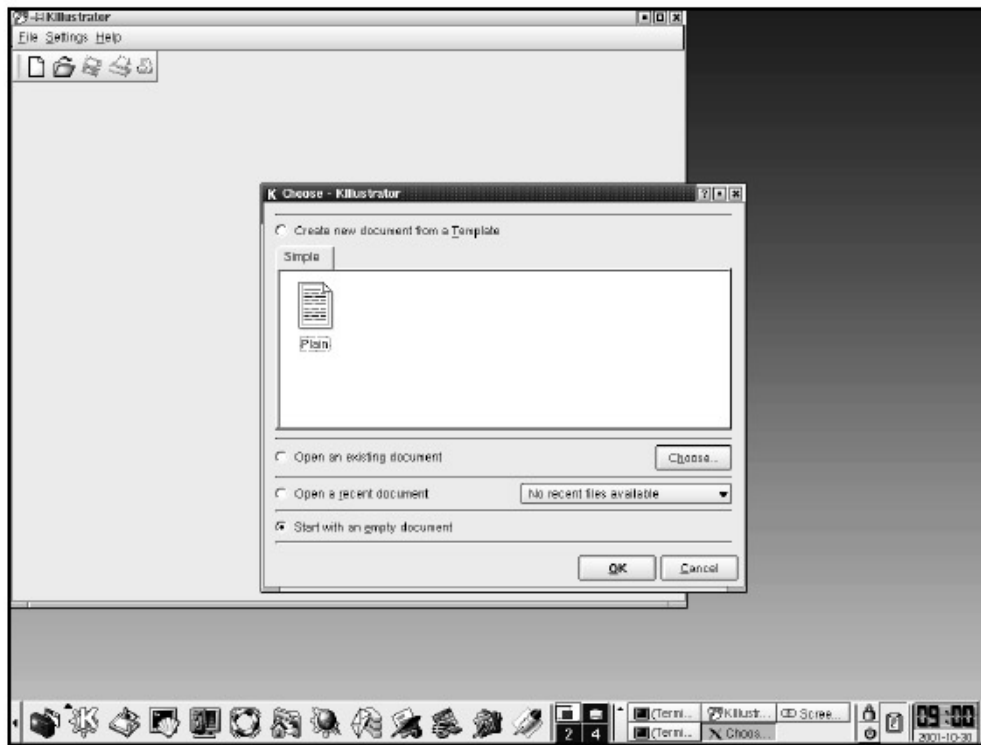 KIllustrator
File Settings Help
K Choose - KIllustrator
Create new document from a Template
Simple
Plain
Open an existing document
Choose...
Open a recent document
No recent files available
Start with an empty document
OK
Cancel
2 4
(Termi... KIllust... Scree...
(Termi... Choos...
09:00
2001-10-30